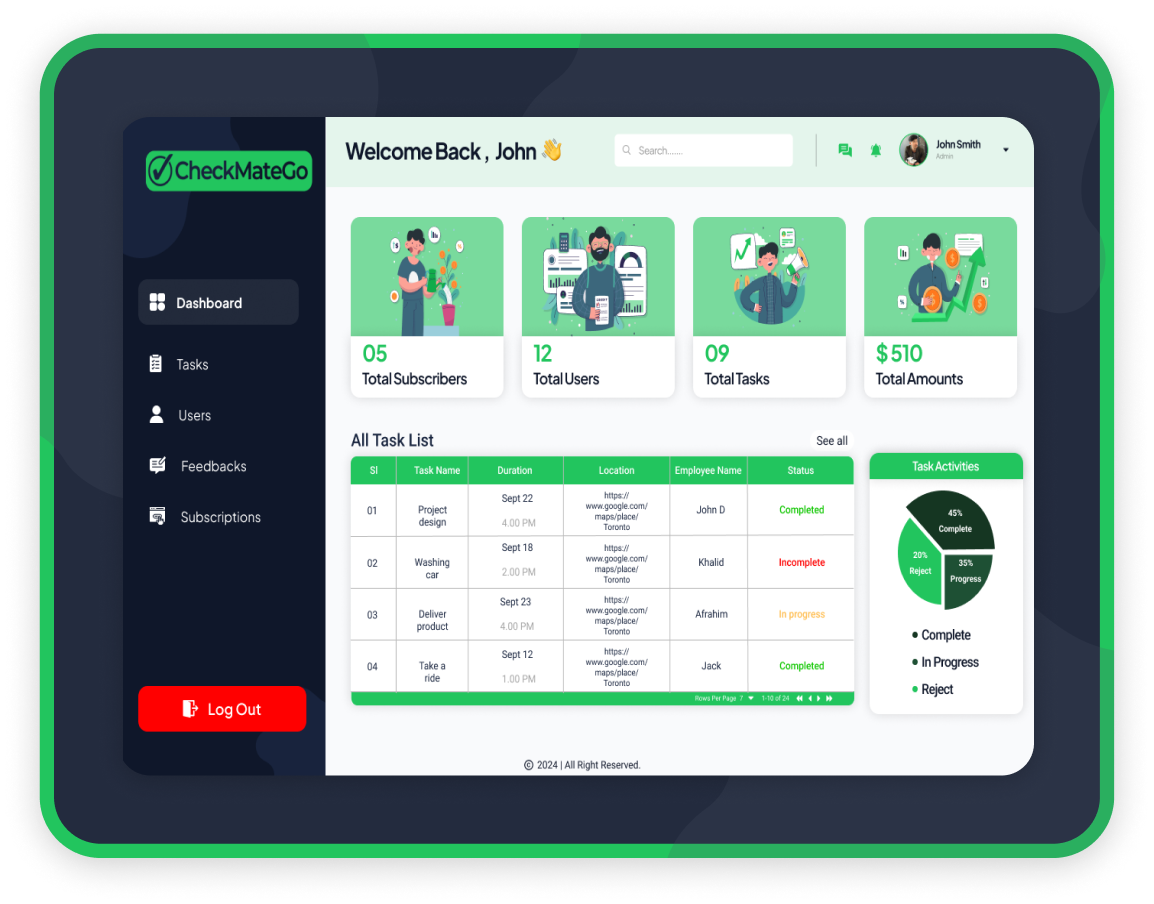 CheckMateGo
Dashboard
Tasks
Users
Feedbacks
Subscriptions
Log Out
Welcome Back , John 👋
Search.......
John Smith
Admin
05
Total Subscribers
12
Total Users
09
Total Tasks
$ 510
Total Amounts
All Task List
See all
Sl Task Name Duration Location Employee Name Status
01
Project
design
Sept 22
4.00 PM
https://
www.google.com/
maps/place/
Toronto
John D
Completed
02
Washing
car
Sept 18
2.00 PM
https://
www.google.com/
maps/place/
Toronto
Khalid
Incomplete
03
Deliver
product
Sept 23
4.00 PM
https://
www.google.com/
maps/place/
Toronto
Afrahim
In progress
04
Take a
ride
Sept 12
1.00 PM
https://
www.google.com/
maps/place/
Toronto
Jack
Completed
Rows Per Page 7 1-10 of 24
Task Activities
45%
Complete
20%
Reject
35%
Progress
Complete
In Progress
Reject
© 2024 | All Right Reserved.